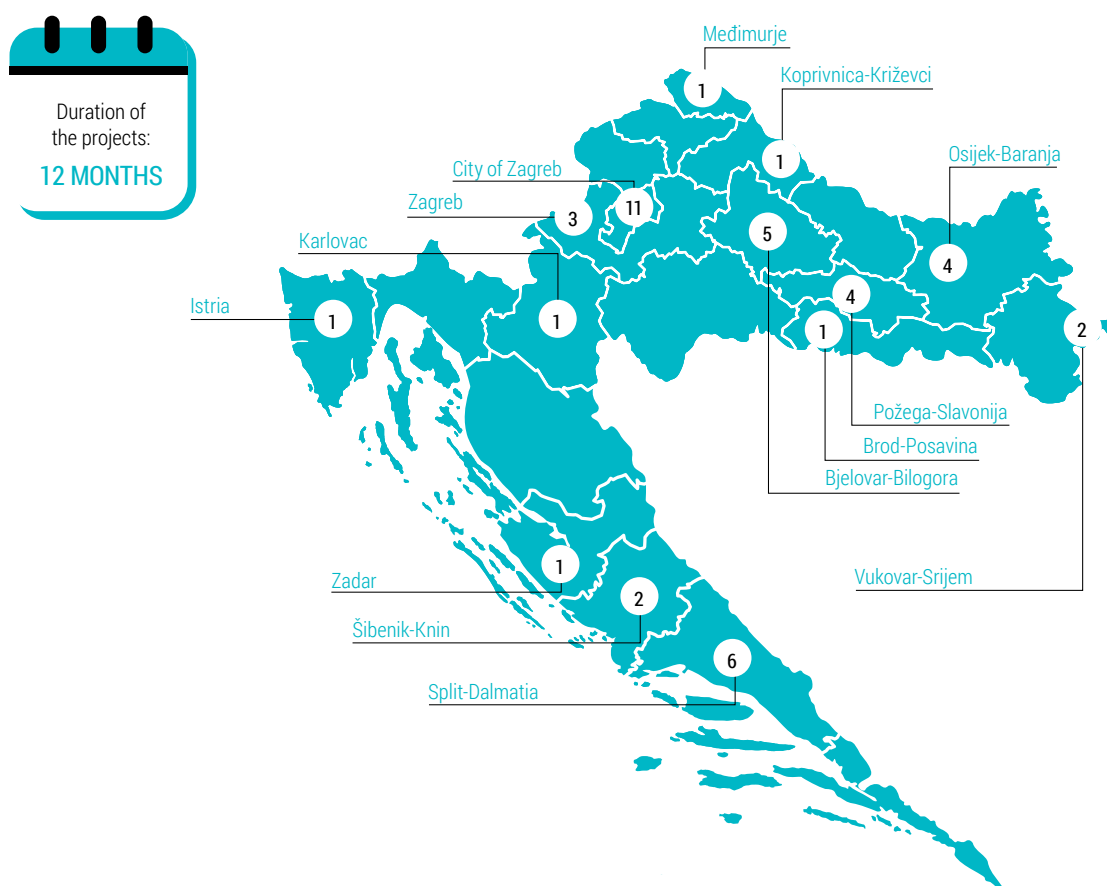 Duration of
the projects:
12 MONTHS
Međimurje
1
Koprivnica-Križevci
1
Osijek-Baranja
4
City of Zagreb
11
Zagreb
3
Karlovac
1
Istria
1
5
4
1
2
Požega-Slavonija
Brod-Posavina
Bjelovar-Bilogora
Vukovar-Srijem
Zadar
1
Šibenik-Knin
2
Split-Dalmatia
6